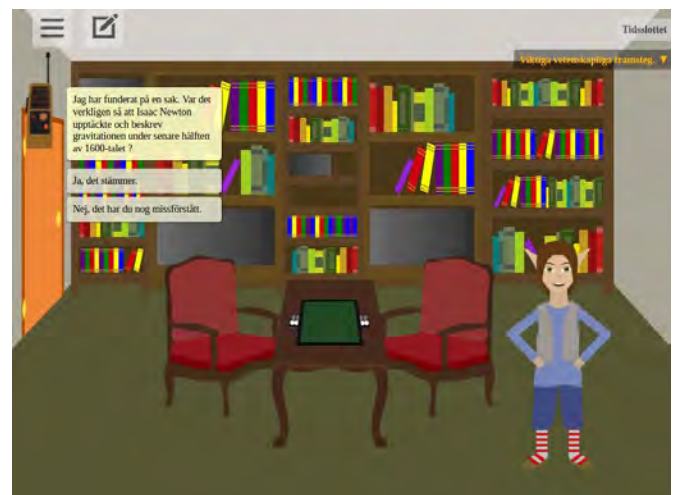 Tidsslottet
Viktiga vetenskapliga framsteg. ▼
Jag har funderat på en sak. Var det
verkligen så att Isaac Newton
upptäckte och beskrev
gravitationen under senare hälften
av 1600-talet ?
Ja, det stämmer.
Nej, det har du nog missförstått.